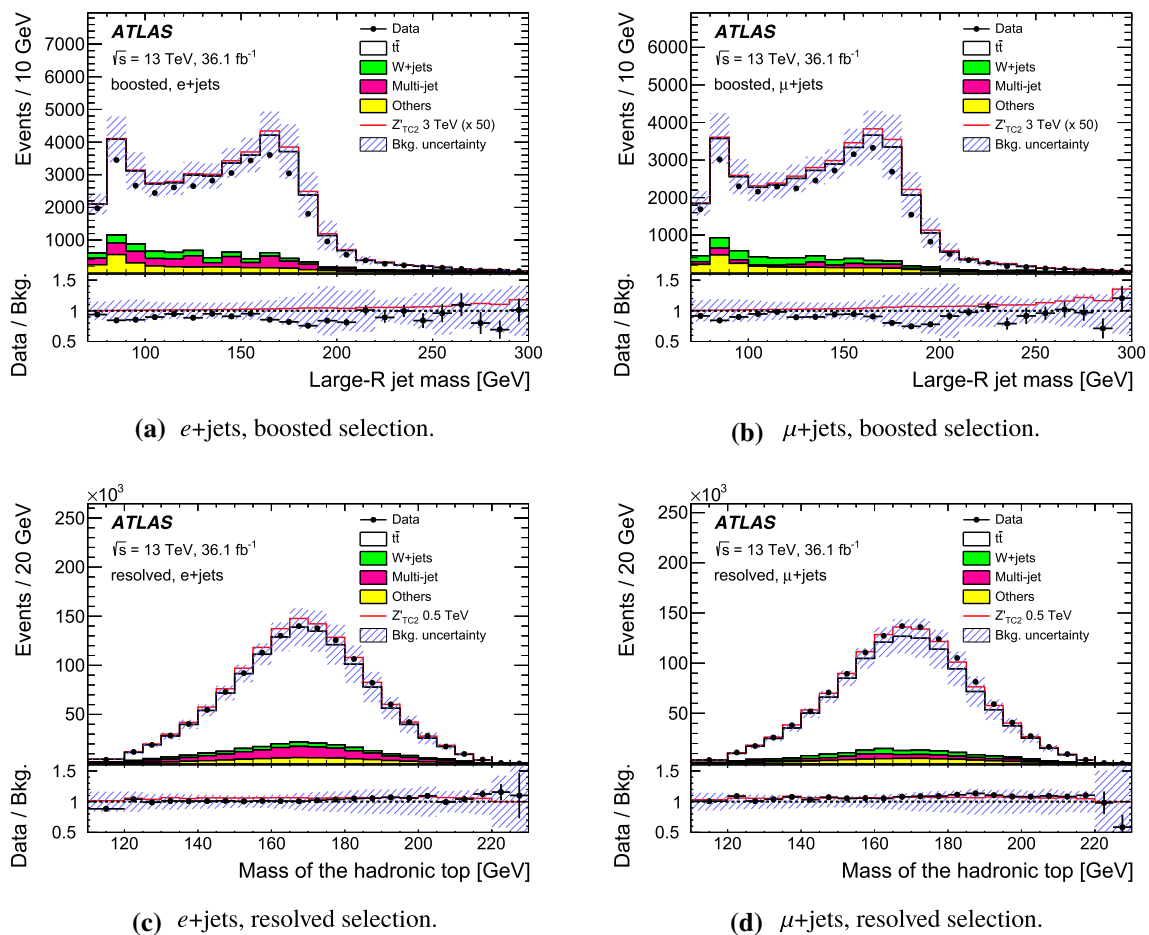 ATLAS
√s = 13 TeV, 36.1 fb⁻¹
boosted, e+jets
Data
tt̄
W+jets
Multi-jet
Others
Z'TC2 3 TeV (x 50)
Bkg. uncertainty
Events / 10 GeV
7000
6000
5000
4000
3000
2000
1000
Data / Bkg.
1.5
1
0.5
100 150 200 250 300
Large-R jet mass [GeV]
(a) e+jets, boosted selection.
ATLAS
√s = 13 TeV, 36.1 fb⁻¹
boosted, μ+jets
Data
tt̄
W+jets
Multi-jet
Others
Z'TC2 3 TeV (x 50)
Bkg. uncertainty
Events / 10 GeV
6000
5000
4000
3000
2000
1000
Data / Bkg.
1.5
1
0.5
100 150 200 250 300
Large-R jet mass [GeV]
(b) μ+jets, boosted selection.
×10³
ATLAS
√s = 13 TeV, 36.1 fb⁻¹
resolved, e+jets
Data
tt̄
W+jets
Multi-jet
Others
Z'TC2 0.5 TeV
Bkg. uncertainty
Events / 20 GeV
250
200
150
100
50
Data / Bkg.
1.5
1
0.5
120 140 160 180 200 220
Mass of the hadronic top [GeV]
(c) e+jets, resolved selection.
×10³
ATLAS
√s = 13 TeV, 36.1 fb⁻¹
resolved, μ+jets
Data
tt̄
W+jets
Multi-jet
Others
Z'TC2 0.5 TeV
Bkg. uncertainty
Events / 20 GeV
250
200
150
100
50
Data / Bkg.
1.5
1
0.5
120 140 160 180 200 220
Mass of the hadronic top [GeV]
(d) μ+jets, resolved selection.